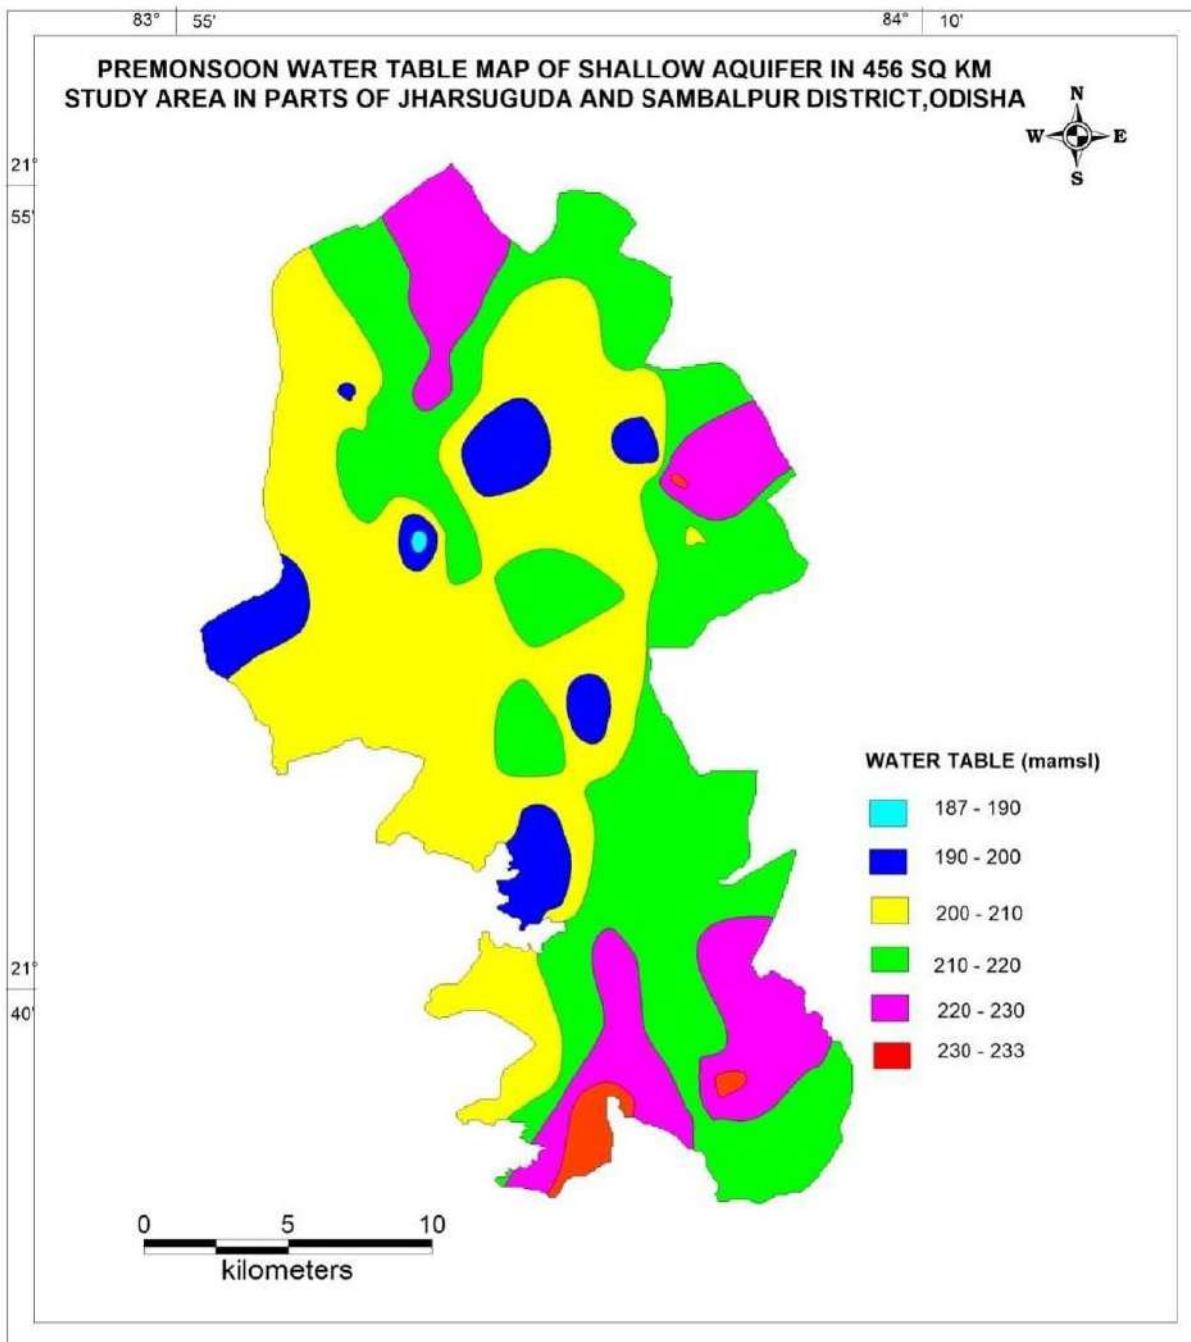 83° 55' 84° 10'
PREMONSOON WATER TABLE MAP OF SHALLOW AQUIFER IN 456 SQ KM
STUDY AREA IN PARTS OF JHARSUGUDA AND SAMBALPUR DISTRICT,ODISHA
N
W E
S
21°
55'
WATER TABLE (mamsl)
187 - 190
190 - 200
200 - 210
210 - 220
220 - 230
230 - 233
21°
40'
0 5 10
kilometers